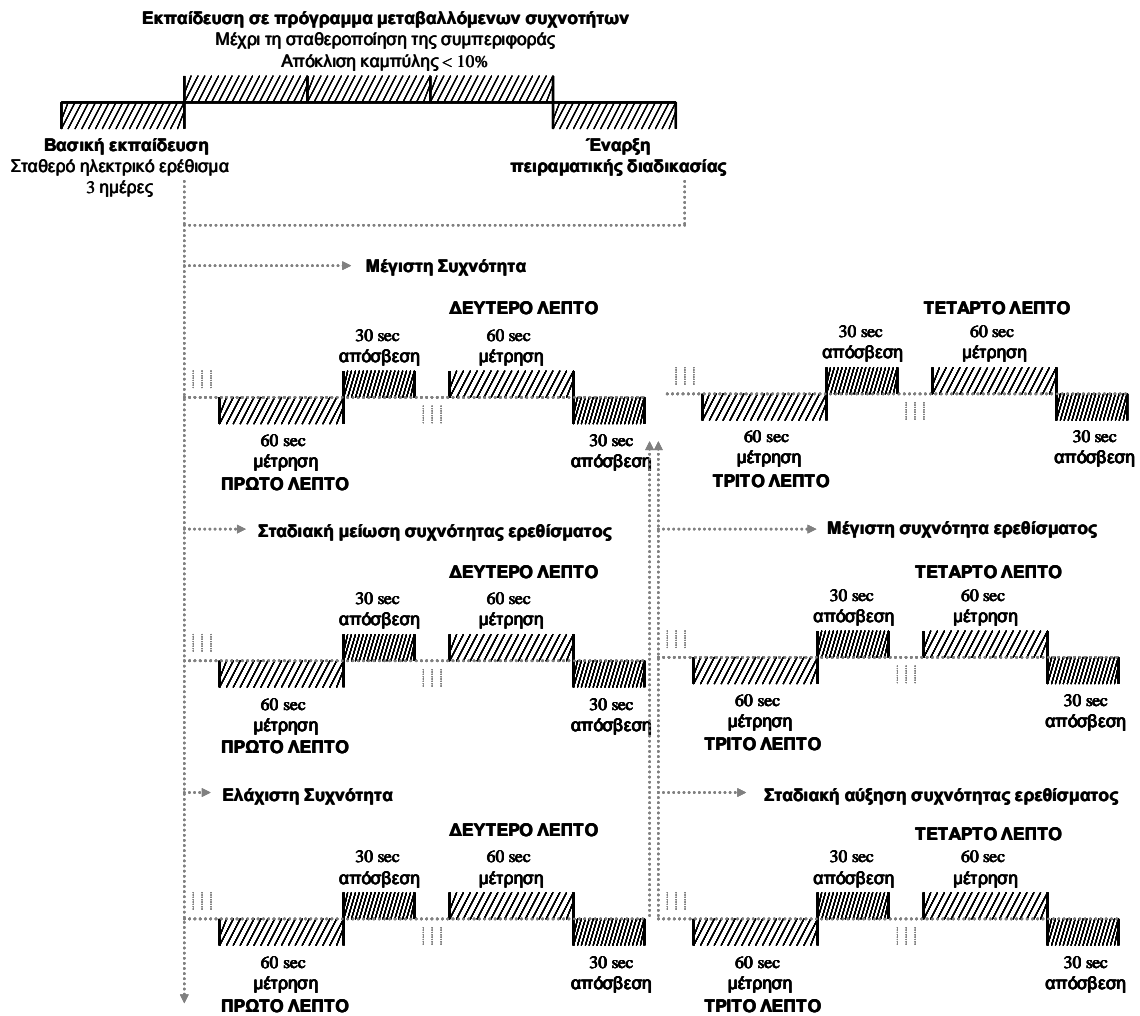 Εκπαίδευση σε πρόγραμμα μεταβαλλόμενων συχνοτήτων
Μέχρι τη σταθεροποίηση της συμπεριφοράς
Απόκλιση καμπύλης < 10%
Βασική εκπαίδευση
Σταθερό ηλεκτρικό ερέθισμα
3 ημέρες
Έναρξη
πειραματικής διαδικασίας
Μέγιστη Συχνότητα
ΔΕΥΤΕΡΟ ΛΕΠΤΟ
30 sec
απόσβεση
60 sec
μέτρηση
60 sec
μέτρηση
ΠΡΩΤΟ ΛΕΠΤΟ
30 sec
απόσβεση
ΤΕΤΑΡΤΟ ΛΕΠΤΟ
30 sec
απόσβεση
60 sec
μέτρηση
60 sec
μέτρηση
ΤΡΙΤΟ ΛΕΠΤΟ
30 sec
απόσβεση
Σταδιακή μείωση συχνότητας ερεθίσματος
ΔΕΥΤΕΡΟ ΛΕΠΤΟ
30 sec
απόσβεση
60 sec
μέτρηση
60 sec
μέτρηση
ΠΡΩΤΟ ΛΕΠΤΟ
30 sec
απόσβεση
Μέγιστη συχνότητα ερεθίσματος
ΤΕΤΑΡΤΟ ΛΕΠΤΟ
30 sec
απόσβεση
60 sec
μέτρηση
60 sec
μέτρηση
ΤΡΙΤΟ ΛΕΠΤΟ
30 sec
απόσβεση
Ελάχιστη Συχνότητα
ΔΕΥΤΕΡΟ ΛΕΠΤΟ
30 sec
απόσβεση
60 sec
μέτρηση
60 sec
μέτρηση
ΠΡΩΤΟ ΛΕΠΤΟ
30 sec
απόσβεση
Σταδιακή αύξηση συχνότητας ερεθίσματος
ΤΕΤΑΡΤΟ ΛΕΠΤΟ
30 sec
απόσβεση
60 sec
μέτρηση
60 sec
μέτρηση
ΤΡΙΤΟ ΛΕΠΤΟ
30 sec
απόσβεση